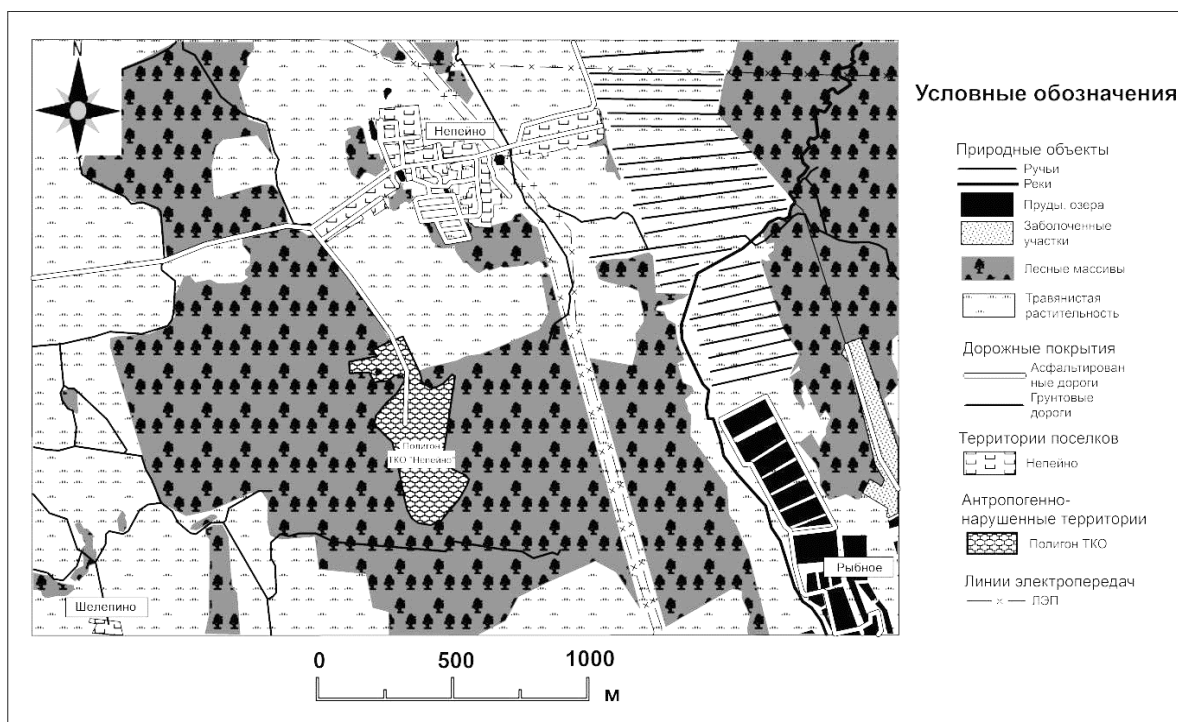 N
Непейно
Полигон
ТКО "Непейно"
Рыбное
Шелепино
0 500 1000
м
Условные обозначения
Природные объекты
Ручьи
Реки
Пруды. озера
Заболоченные
участки
Лесные массивы
Травянистая
растительность
Дорожные покрытия
Асфальтирован
ные дороги
Грунтовые
дороги
Территории поселков
Непейно
Антропогенно-
нарушенные территории
Полигон ТКО
Линии электропередач
ЛЭП